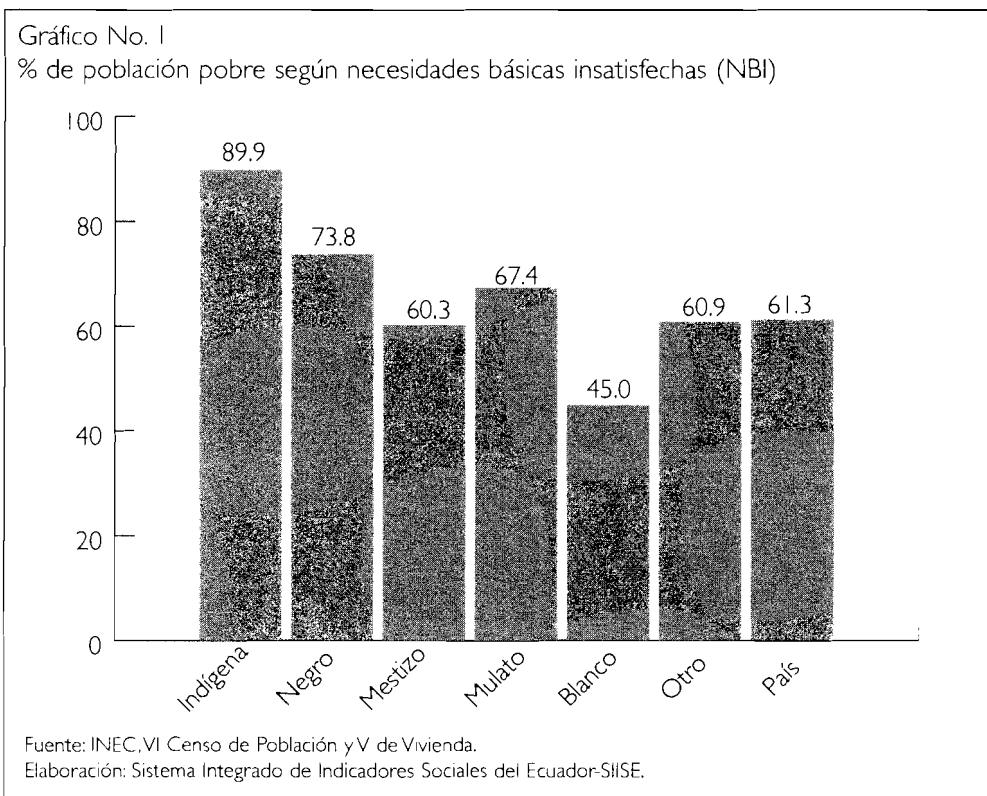 Gráfico No. 1
% de población pobre según necesidades básicas insatisfechas (NBI)
100
80
60
40
20
0
89.9
73.8
60.3
67.4
45.0
60.9
61.3
Indígena
Negro
Mestizo
Mulato
Blanco
Otro
País
Fuente: INEC, VI Censo de Población y V de Vivienda.
Elaboración: Sistema Integrado de Indicadores Sociales del Ecuador-SIISE.